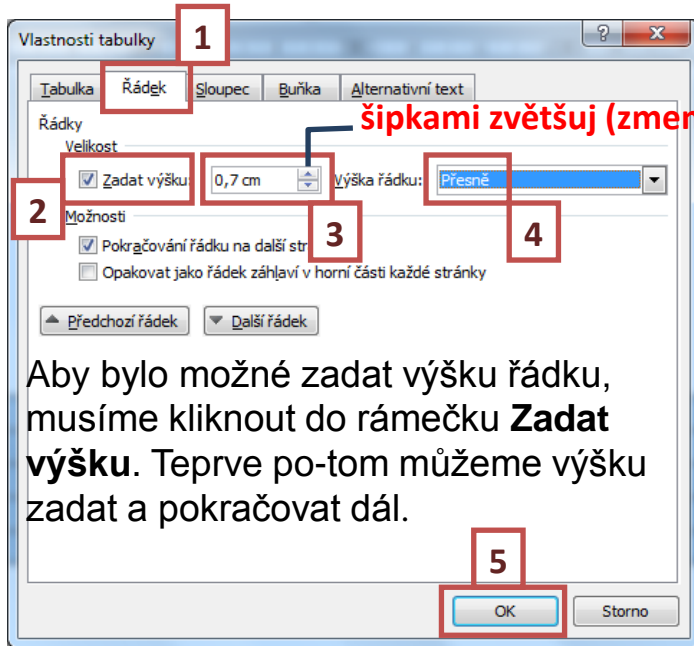 Vlastnosti tabulky
1
Tabulka Řádek Sloupec Buňka Alternativní text
Řádky
šipkami zvětšuj (zmen
Velikost
Zadat výšku: 0,7 cm Výška řádku: Přesně
2
3
4
Možnosti
Pokračování řádku na další str
Opakovat jako řádek záhlaví v horní části každé stránky
Předchozí řádek Další řádek
Aby bylo možné zadat výšku řádku,
musíme kliknout do rámečku Zadat
výšku. Teprve po-tom můžeme výšku
zadat a pokračovat dál.
5
OK Storno